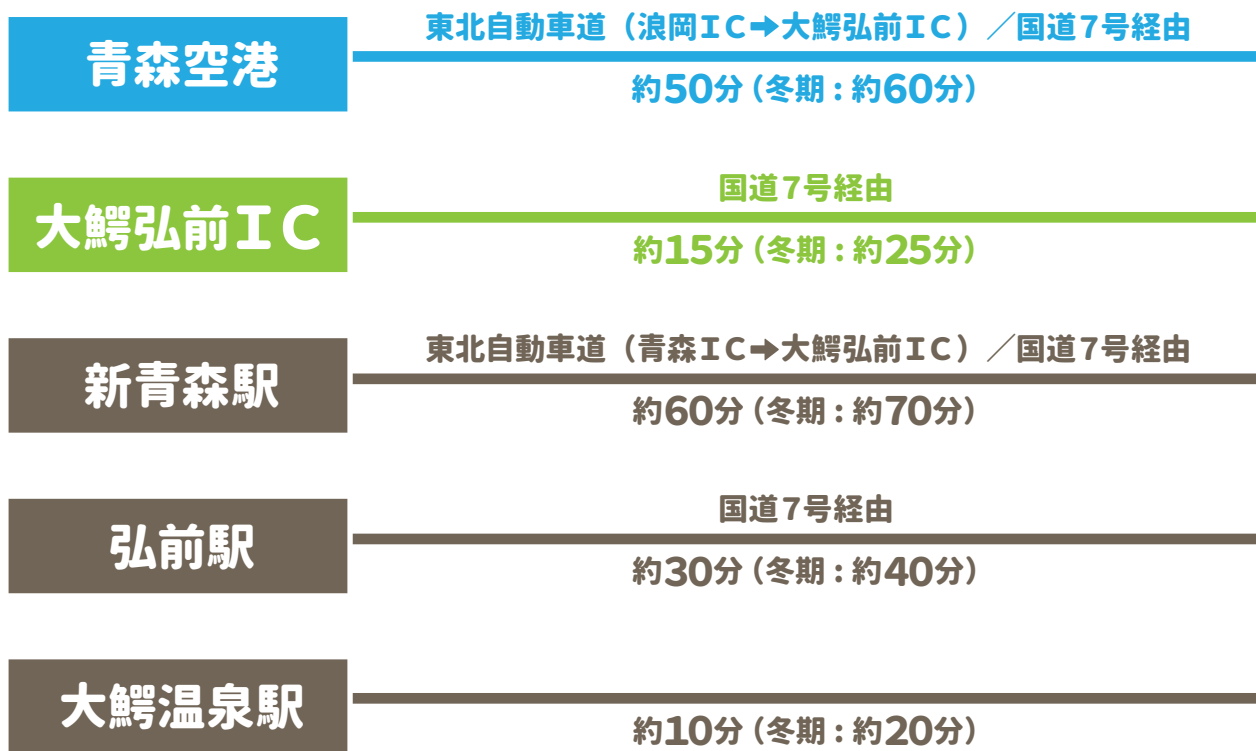 青森空港
東北自動車道（浪岡IC➡大鰐弘前IC）／国道7号経由
約50分（冬期：約60分）
大鰐弘前IC
国道7号経由
約15分（冬期：約25分）
新青森駅
東北自動車道（青森IC➡大鰐弘前IC）／国道7号経由
約60分（冬期：約70分）
弘前駅
国道7号経由
約30分（冬期：約40分）
大鰐温泉駅
約10分（冬期：約20分）